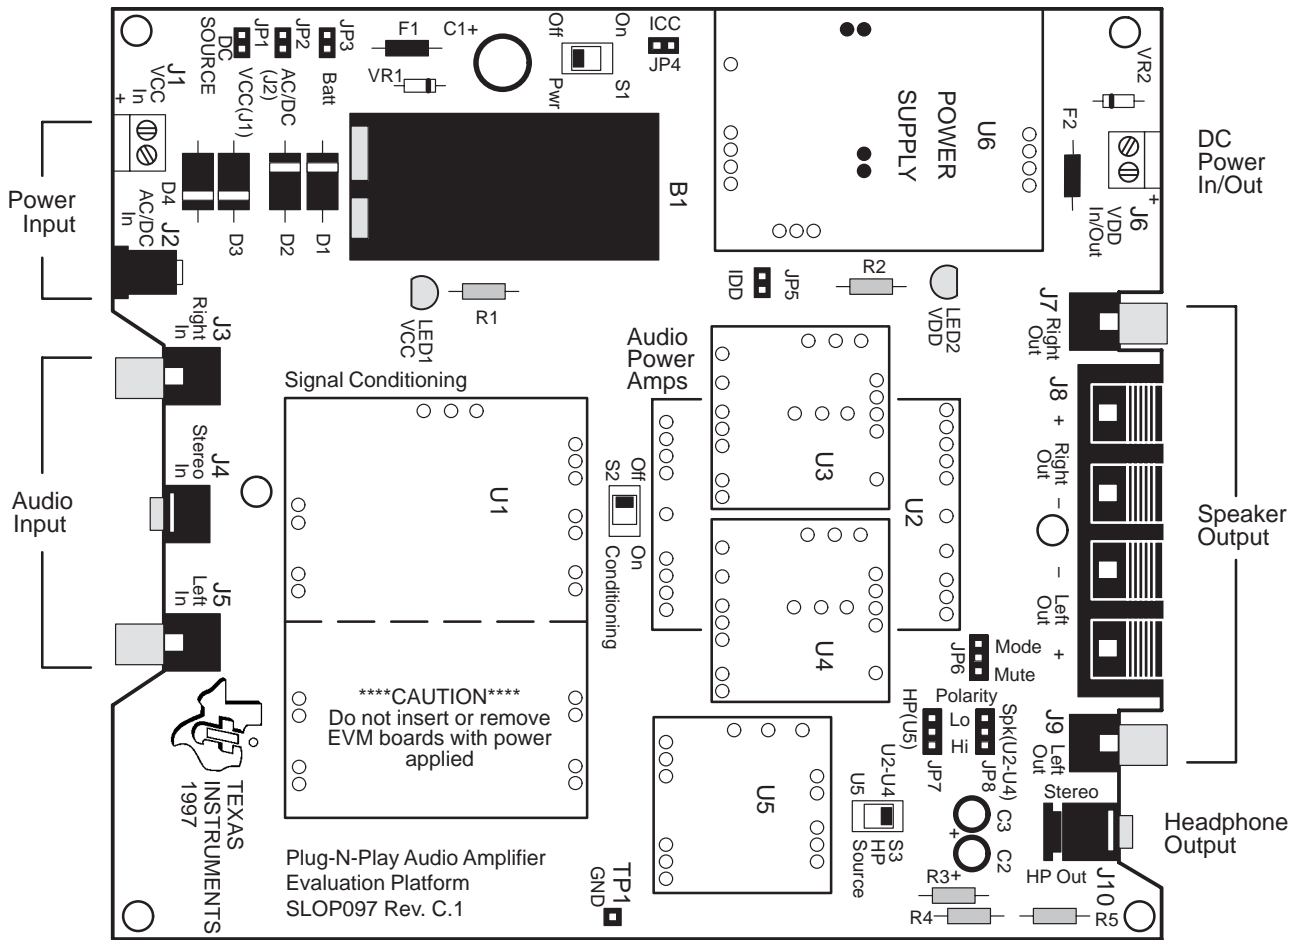 Off
On
ICC
JP4
C1+
F1
VR1
Pwr
S1
JP3
Batt
JP2
AC/DC
(J2)
JP1
DC
SOURCE
VCC(J1)
J1
VCC
In
+
D4
D3
D2
D1
AC/DC
In
J2
Power
Input
B1
U6
POWER
SUPPLY
VR2
F2
J6
VDD
In/Out
+
DC
Power
In/Out
LED1
VCC
R1
IDD
JP5
R2
LED2
VDD
J3
Right
In
J4
Stereo
In
J5
Left
In
Audio
Input
Signal Conditioning
U1
Audio
Power
Amps
S2
Off
On
Conditioning
U3
U2
U4
J7
Right
Out
J8
+
Right
Out
–
–
Left
Out
+
Speaker
Output
JP6
Mode
Mute
Polarity
HP(U5)
Lo
Hi
JP7
Spk(U2-U4)
JP8
J9
Left
Out
****CAUTION****
Do not insert or remove
EVM boards with power
applied
TEXAS
INSTRUMENTS
1997
U5
U5
U2-U4
S3
HP
Source
C3
+
C2
Stereo
HP Out
J10
Headphone
Output
R3+
R4
R5
Plug-N-Play Audio Amplifier
Evaluation Platform
SLOP097 Rev. C.1
TP1
GND